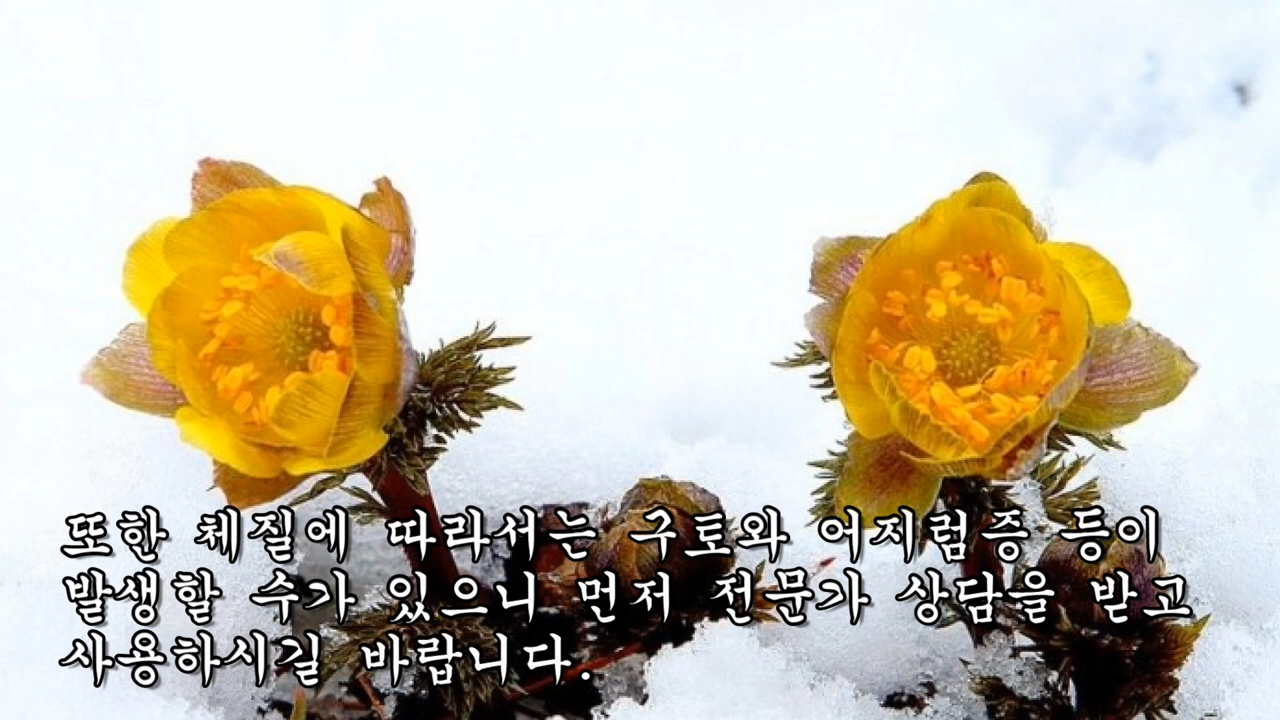 또한 체질에 따라서는 구토와 어지럼증 등이
발생할 수가 있으니 먼저 전문가 상담을 받고
사용하시길 바랍니다.